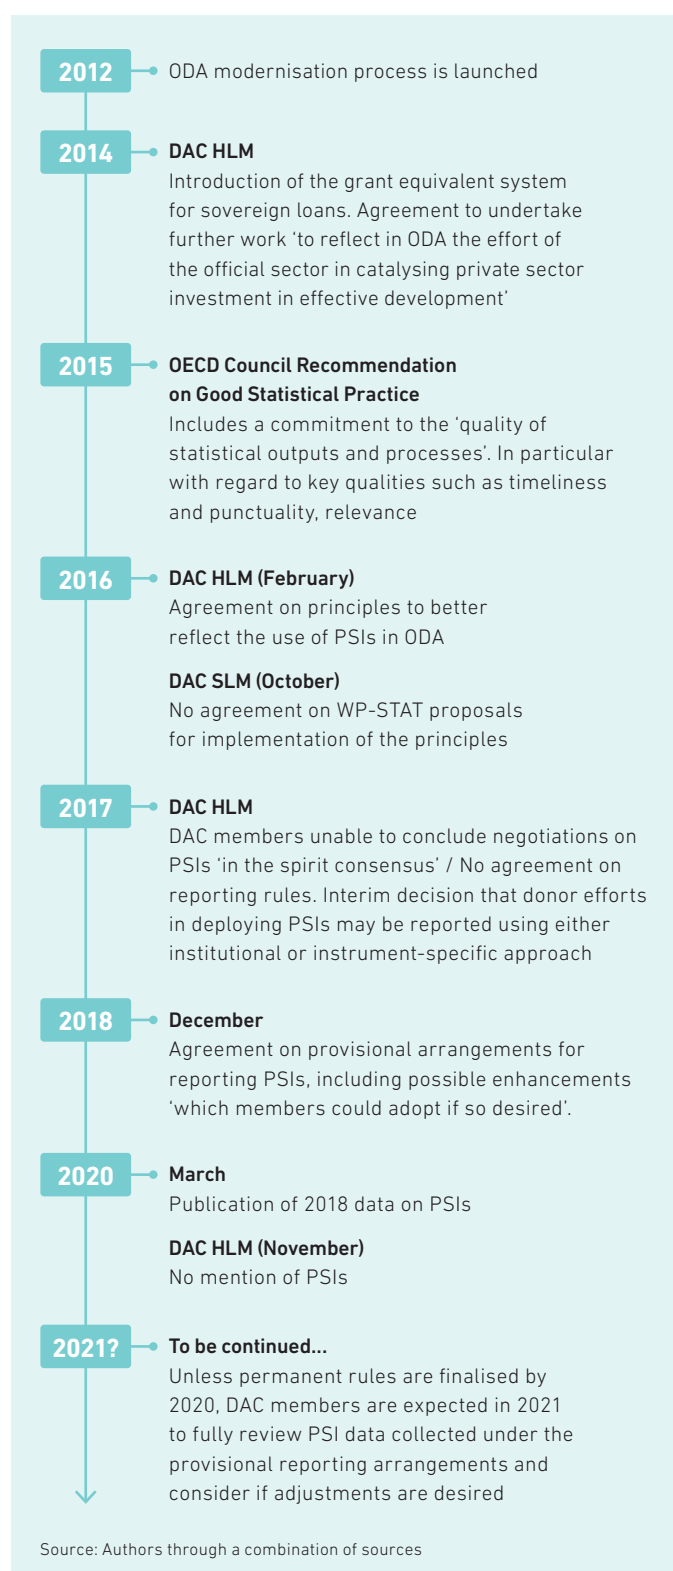 2012
ODA modernisation process is launched
2014
DAC HLM
Introduction of the grant equivalent system
for sovereign loans. Agreement to undertake
further work ‘to reflect in ODA the effort of
the official sector in catalysing private sector
investment in effective development’
2015
OECD Council Recommendation
on Good Statistical Practice
Includes a commitment to the ‘quality of
statistical outputs and processes’. In particular
with regard to key qualities such as timeliness
and punctuality, relevance
2016
DAC HLM (February)
Agreement on principles to better
reflect the use of PSIs in ODA
DAC SLM (October)
No agreement on WP-STAT proposals
for implementation of the principles
2017
DAC HLM
DAC members unable to conclude negotiations on
PSIs ‘in the spirit consensus’ / No agreement on
reporting rules. Interim decision that donor efforts
in deploying PSIs may be reported using either
institutional or instrument-specific approach
2018
December
Agreement on provisional arrangements for
reporting PSIs, including possible enhancements
‘which members could adopt if so desired’.
2020
March
Publication of 2018 data on PSIs
DAC HLM (November)
No mention of PSIs
2021?
To be continued...
Unless permanent rules are finalised by
2020, DAC members are expected in 2021
to fully review PSI data collected under the
provisional reporting arrangements and
consider if adjustments are desired
Source: Authors through a combination of sources